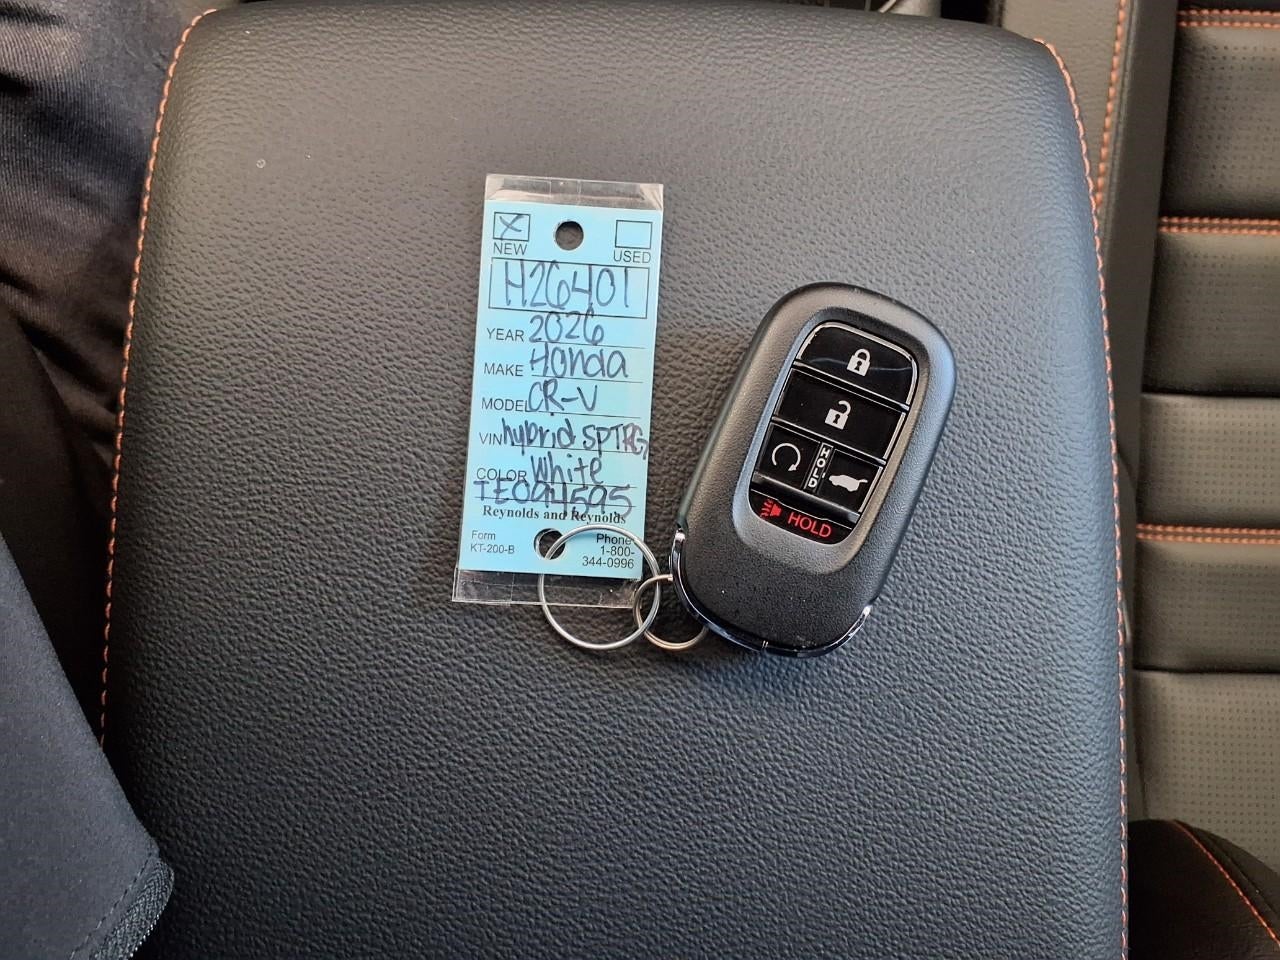 NEW USED
H26401
YEAR 2026
MAKE Honda
MODEL CR-V
VIN hybrid SPTRG
COLOR White
TE094595
Reynolds and Reynolds
Form
KT-200-B
Phone
1-800-
344-0996
HOLD
HOLD